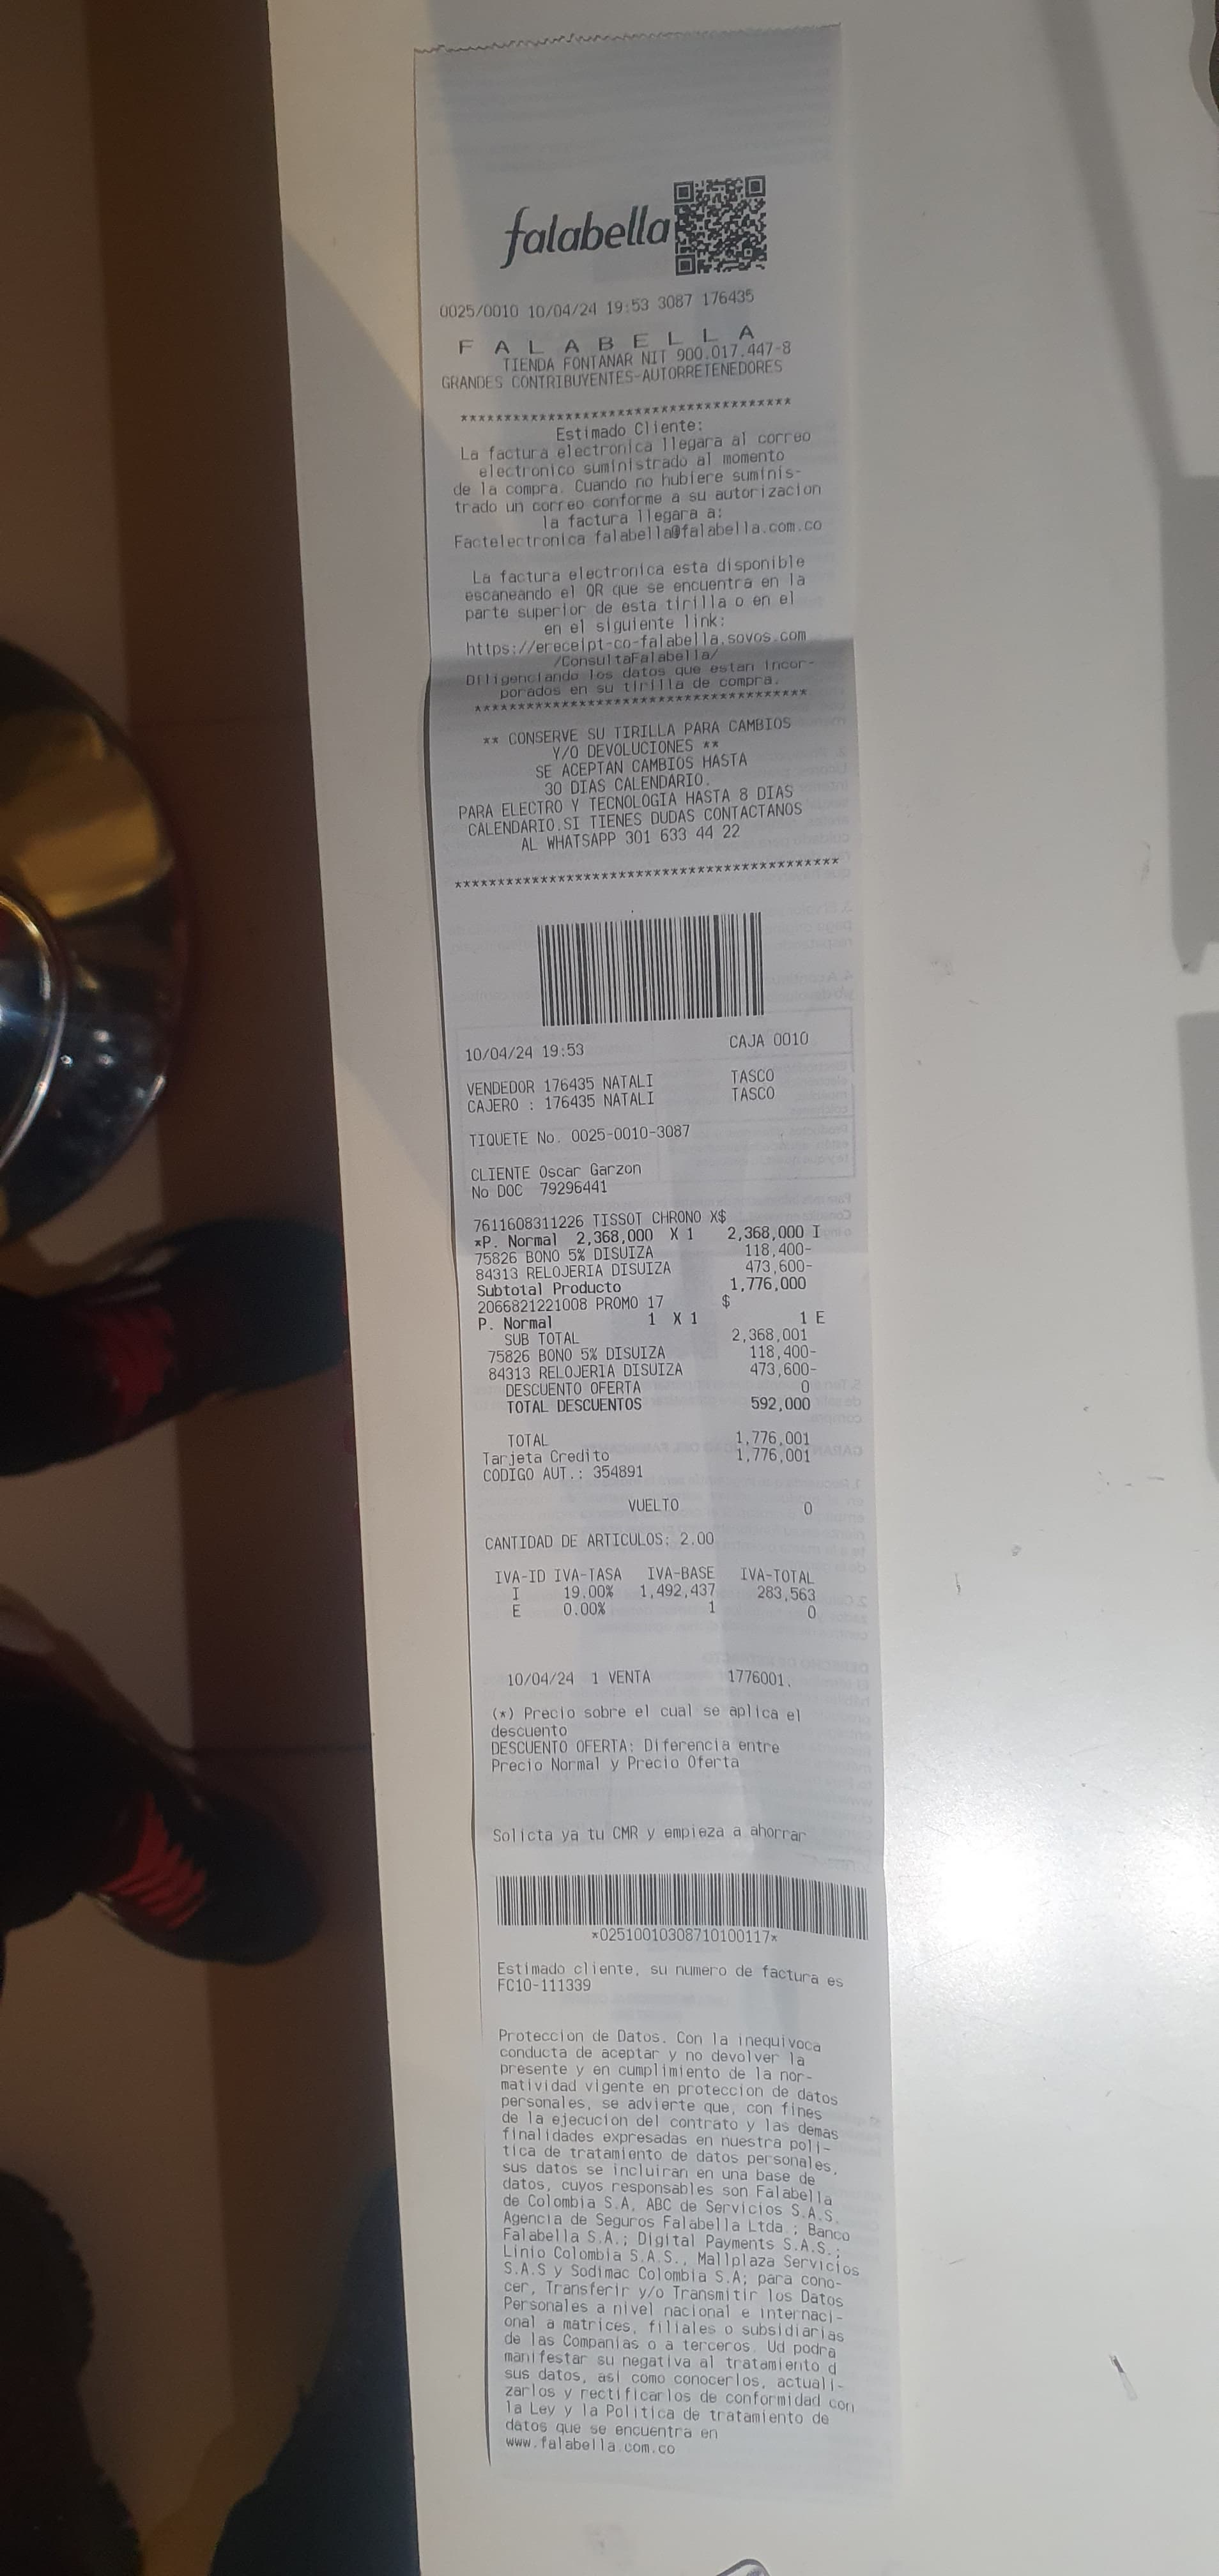 falabella
0025/0010 10/04/24 19:53 3087 176435
F A L A B E L L A
TIENDA FONTANAR NIT 900.017.447-8
GRANDES CONTRIBUYENTES-AUTORRETENEDORES
**************************************
Estimado Cliente:
La factura electronica llegara al correo
electronico suministrado al momento
de la compra. Cuando no hubiere suminis-
trado un correo conforme a su autorizacion
la factura llegara a:
Factelectronica falabella@falabella.com.co
La factura electronica esta disponible
escaneando el QR que se encuentra en la
parte superior de esta tirilla o en el
en el siguiente link:
https://ereceipt-co-falabella.sovos.com
/ConsultaFalabella/
Diligenciando los datos que estan incor-
porados en su tirilla de compra.
**************************************
** CONSERVE SU TIRILLA PARA CAMBIOS
Y/O DEVOLUCIONES **
SE ACEPTAN CAMBIOS HASTA
30 DIAS CALENDARIO.
PARA ELECTRO Y TECNOLOGIA HASTA 8 DIAS
CALENDARIO.SI TIENES DUDAS CONTACTANOS
AL WHATSAPP 301 633 44 22
*********************************************
10/04/24 19:53 CAJA 0010
VENDEDOR 176435 NATALI TASCO
CAJERO : 176435 NATALI TASCO
TIQUETE No. 0025-0010-3087
CLIENTE Oscar Garzon
No DOC 79296441
7611608311226 TISSOT CHRONO X$
*P. Normal 2,368,000 X 1 2,368,000 I
75826 BONO 5% DISUIZA 118,400-
84313 RELOJERIA DISUIZA 473,600-
Subtotal Producto 1,776,000
2066821221008 PROMO 17 $
P. Normal 1 X 1 1 E
SUB TOTAL 2,368,001
75826 BONO 5% DISUIZA 118,400-
84313 RELOJERIA DISUIZA 473,600-
DESCUENTO OFERTA 0
TOTAL DESCUENTOS 592,000
TOTAL 1,776,001
Tarjeta Credito 1,776,001
CODIGO AUT.: 354891
VUELTO 0
CANTIDAD DE ARTICULOS: 2.00
IVA-ID IVA-TASA IVA-BASE IVA-TOTAL
I 19.00% 1,492,437 283,563
E 0.00% 1 0
10/04/24 1 VENTA 1776001.
(*) Precio sobre el cual se aplica el
descuento
DESCUENTO OFERTA: Diferencia entre
Precio Normal y Precio Oferta
Solicta ya tu CMR y empieza a ahorrar
*02510010308710100117*
Estimado cliente, su numero de factura es
FC10-111339
Proteccion de Datos. Con la inequivoca
conducta de aceptar y no devolver la
presente y en cumplimiento de la nor-
matividad vigente en proteccion de datos
personales, se advierte que, con fines
de la ejecucion del contrato y las demas
finalidades expresadas en nuestra poli-
tica de tratamiento de datos personales,
sus datos se incluiran en una base de
datos, cuyos responsables son Falabella
de Colombia S.A, ABC de Servicios S.A.S,
Agencia de Seguros Falabella Ltda.; Banco
Falabella S.A.; Digital Payments S.A.S.;
Linio Colombia S.A.S., Mallplaza Servicios
S.A.S y Sodimac Colombia S.A; para cono-
cer, Transferir y/o Transmitir los Datos
Personales a nivel nacional e internaci-
onal a matrices, filiales o subsidiarias
de las Companias o a terceros. Ud podra
manifestar su negativa al tratamiento d
sus datos, asi como conocerlos, actuali-
zarlos y rectificarlos de conformidad con
la Ley y la Politica de tratamiento de
datos que se encuentra en
www.falabella.com.co